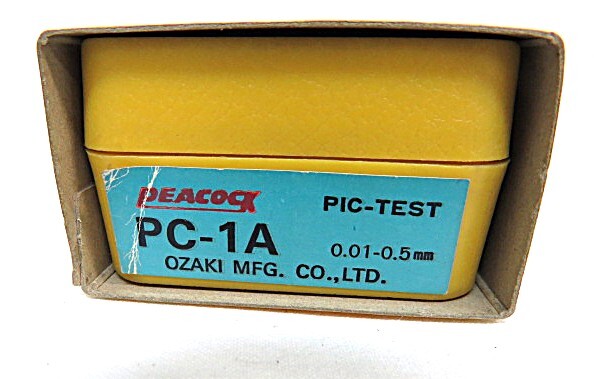 PEACOCK PIC-TEST
PC-1A 0.01-0.5mm
OZAKI MFG. CO.,LTD.